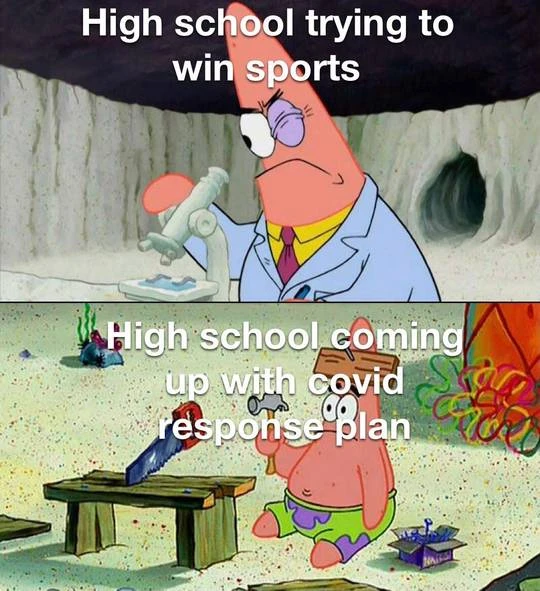 High school trying to
win sports
High school coming
up with covid
response plan